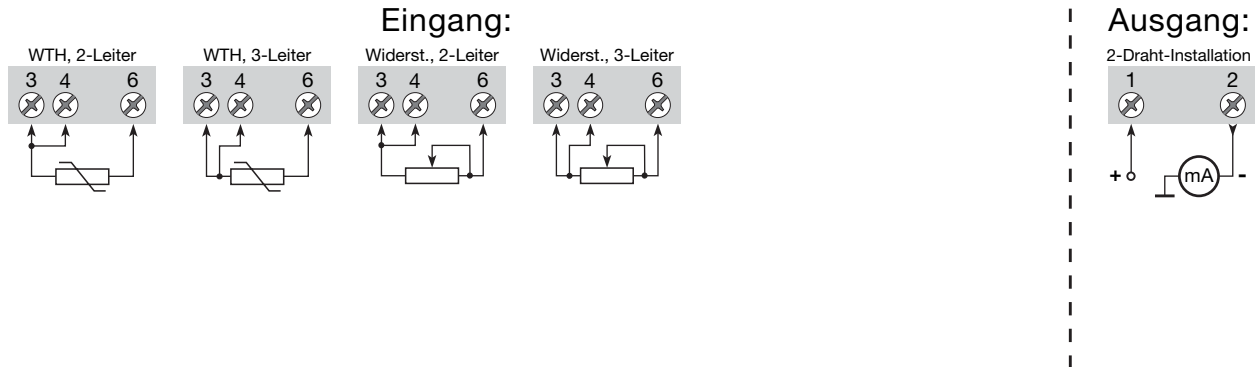 Eingang:
WTH, 2-Leiter
3 4 6
WTH, 3-Leiter
3 4 6
Widerst., 2-Leiter
3 4 6
Widerst., 3-Leiter
3 4 6
Ausgang:
2-Draht-Installation
1 2
+ mA -